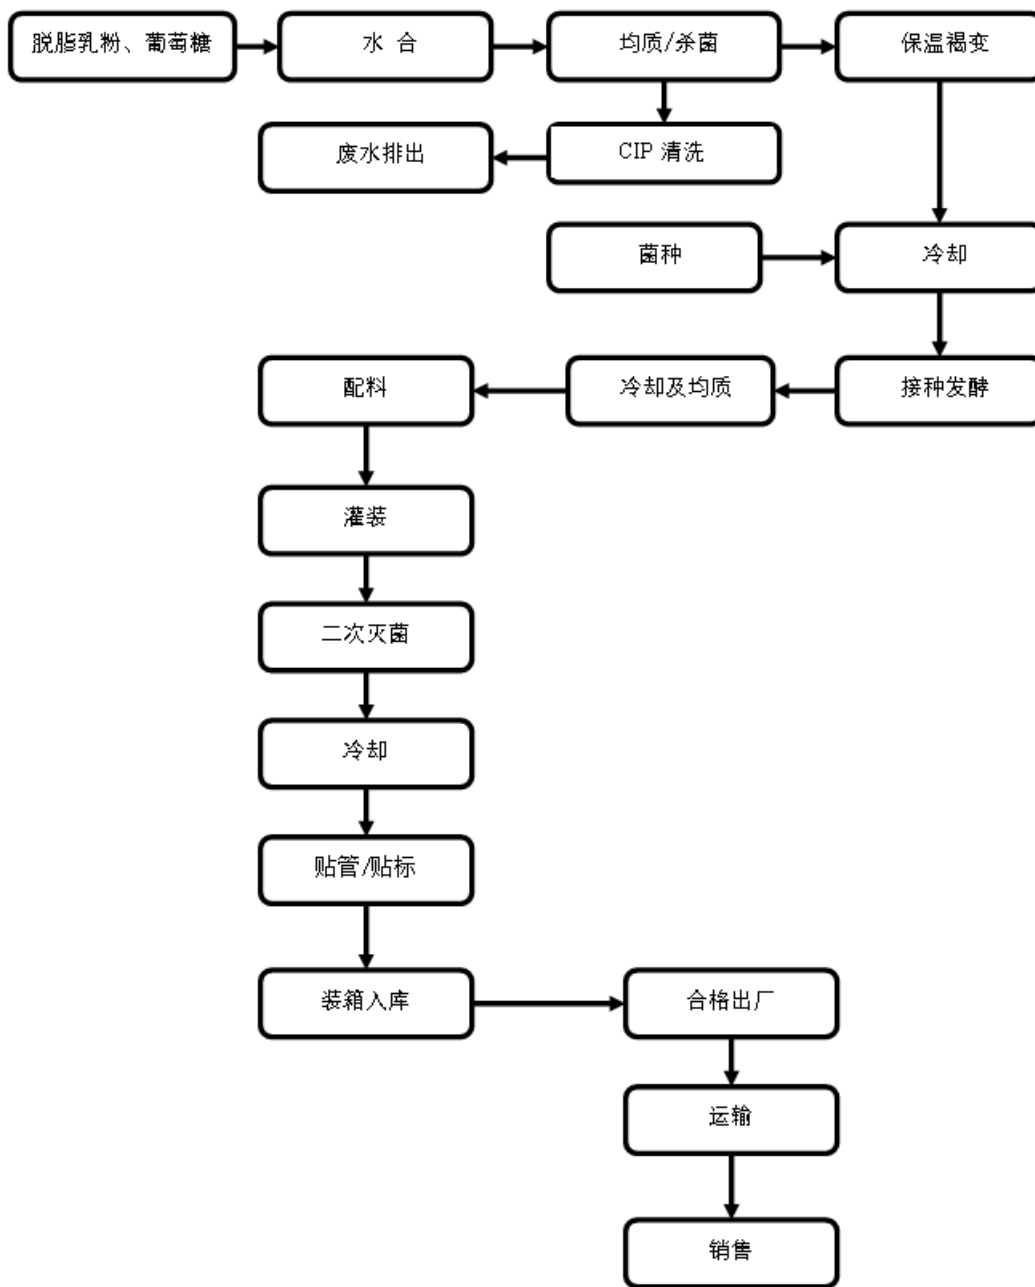 脱脂乳粉、葡萄糖
水 合
均质/杀菌
保温褐变
废水排出
CIP 清洗
菌种
冷却
配料
冷却及均质
接种发酵
灌装
二次灭菌
冷却
贴管/贴标
装箱入库
合格出厂
运输
销售